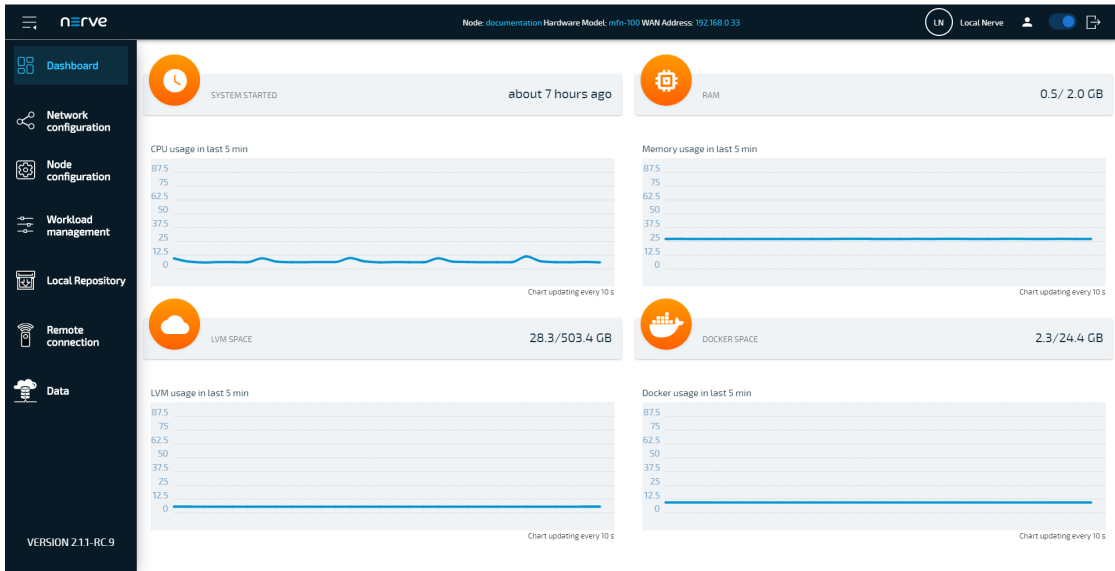 nerve
Node: documentation Hardware Model: mfn-100 WAN Address: 192.168.0.33
LN
Local Nerve
Dashboard
Network
configuration
Node
configuration
Workload
management
Local Repository
Remote
connection
Data
VERSION 2.1.1-RC.9
SYSTEM STARTED
about 7 hours ago
RAM
0.5/ 2.0 GB
CPU usage in last 5 min
87.5
75
62.5
50
37.5
25
12.5
0
Chart updating every 10 s
Memory usage in last 5 min
87.5
75
62.5
50
37.5
25
12.5
0
Chart updating every 10 s
LVM SPACE
28.3/503.4 GB
DOCKER SPACE
2.3/24.4 GB
LVM usage in last 5 min
87.5
75
62.5
50
37.5
25
12.5
0
Chart updating every 10 s
Docker usage in last 5 min
87.5
75
62.5
50
37.5
25
12.5
0
Chart updating every 10 s